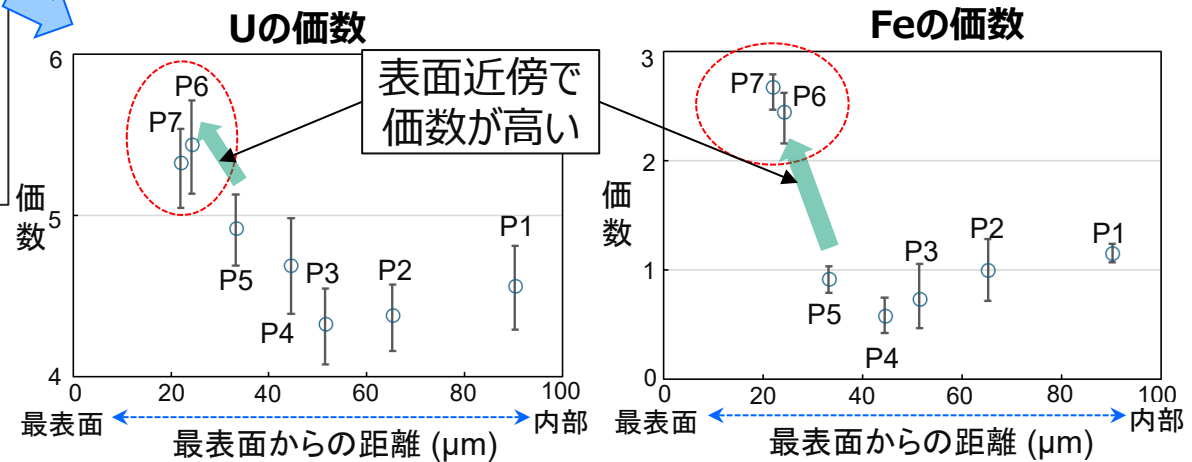 Uの価数
6
5
4
価
数
P7
P6
P5
P4
P3
P2
P1
0
20
40
60
80
100
最表面
内部
最表面からの距離 (μm)
表面近傍で
価数が高い
Feの価数
3
2
1
0
価
数
P7
P6
P5
P4
P3
P2
P1
0
20
40
60
80
100
最表面
内部
最表面からの距離 (μm)